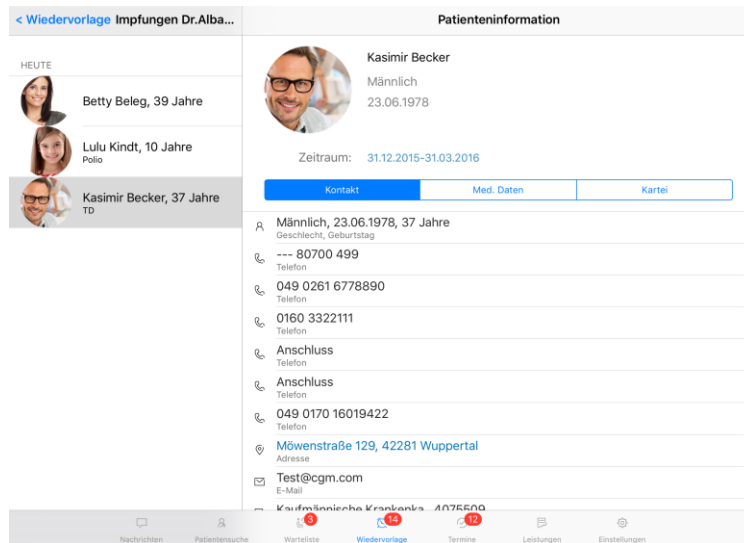 < Wiedervorlage Impfungen Dr.Alba...
Patienteninformation
HEUTE
Betty Beleg, 39 Jahre
Lulu Kindt, 10 Jahre
Polio
Kasimir Becker, 37 Jahre
TD
Kasimir Becker
Männlich
23.06.1978
Zeitraum: 31.12.2015-31.03.2016
Kontakt Med. Daten Kartei
Männlich, 23.06.1978, 37 Jahre
Geschlecht, Geburtstag
--- 80700 499
Telefon
049 0261 6778890
Telefon
0160 3322111
Telefon
Anschluss
Telefon
Anschluss
Telefon
049 0170 16019422
Telefon
Möwenstraße 129, 42281 Wuppertal
Adresse
Test@cgm.com
E-Mail
Kaufmännische Krankenka, 4075509
3 14 12
Nachrichten Patientensuche Warteliste Wiedervorlage Termine Leistungen Einstellungen